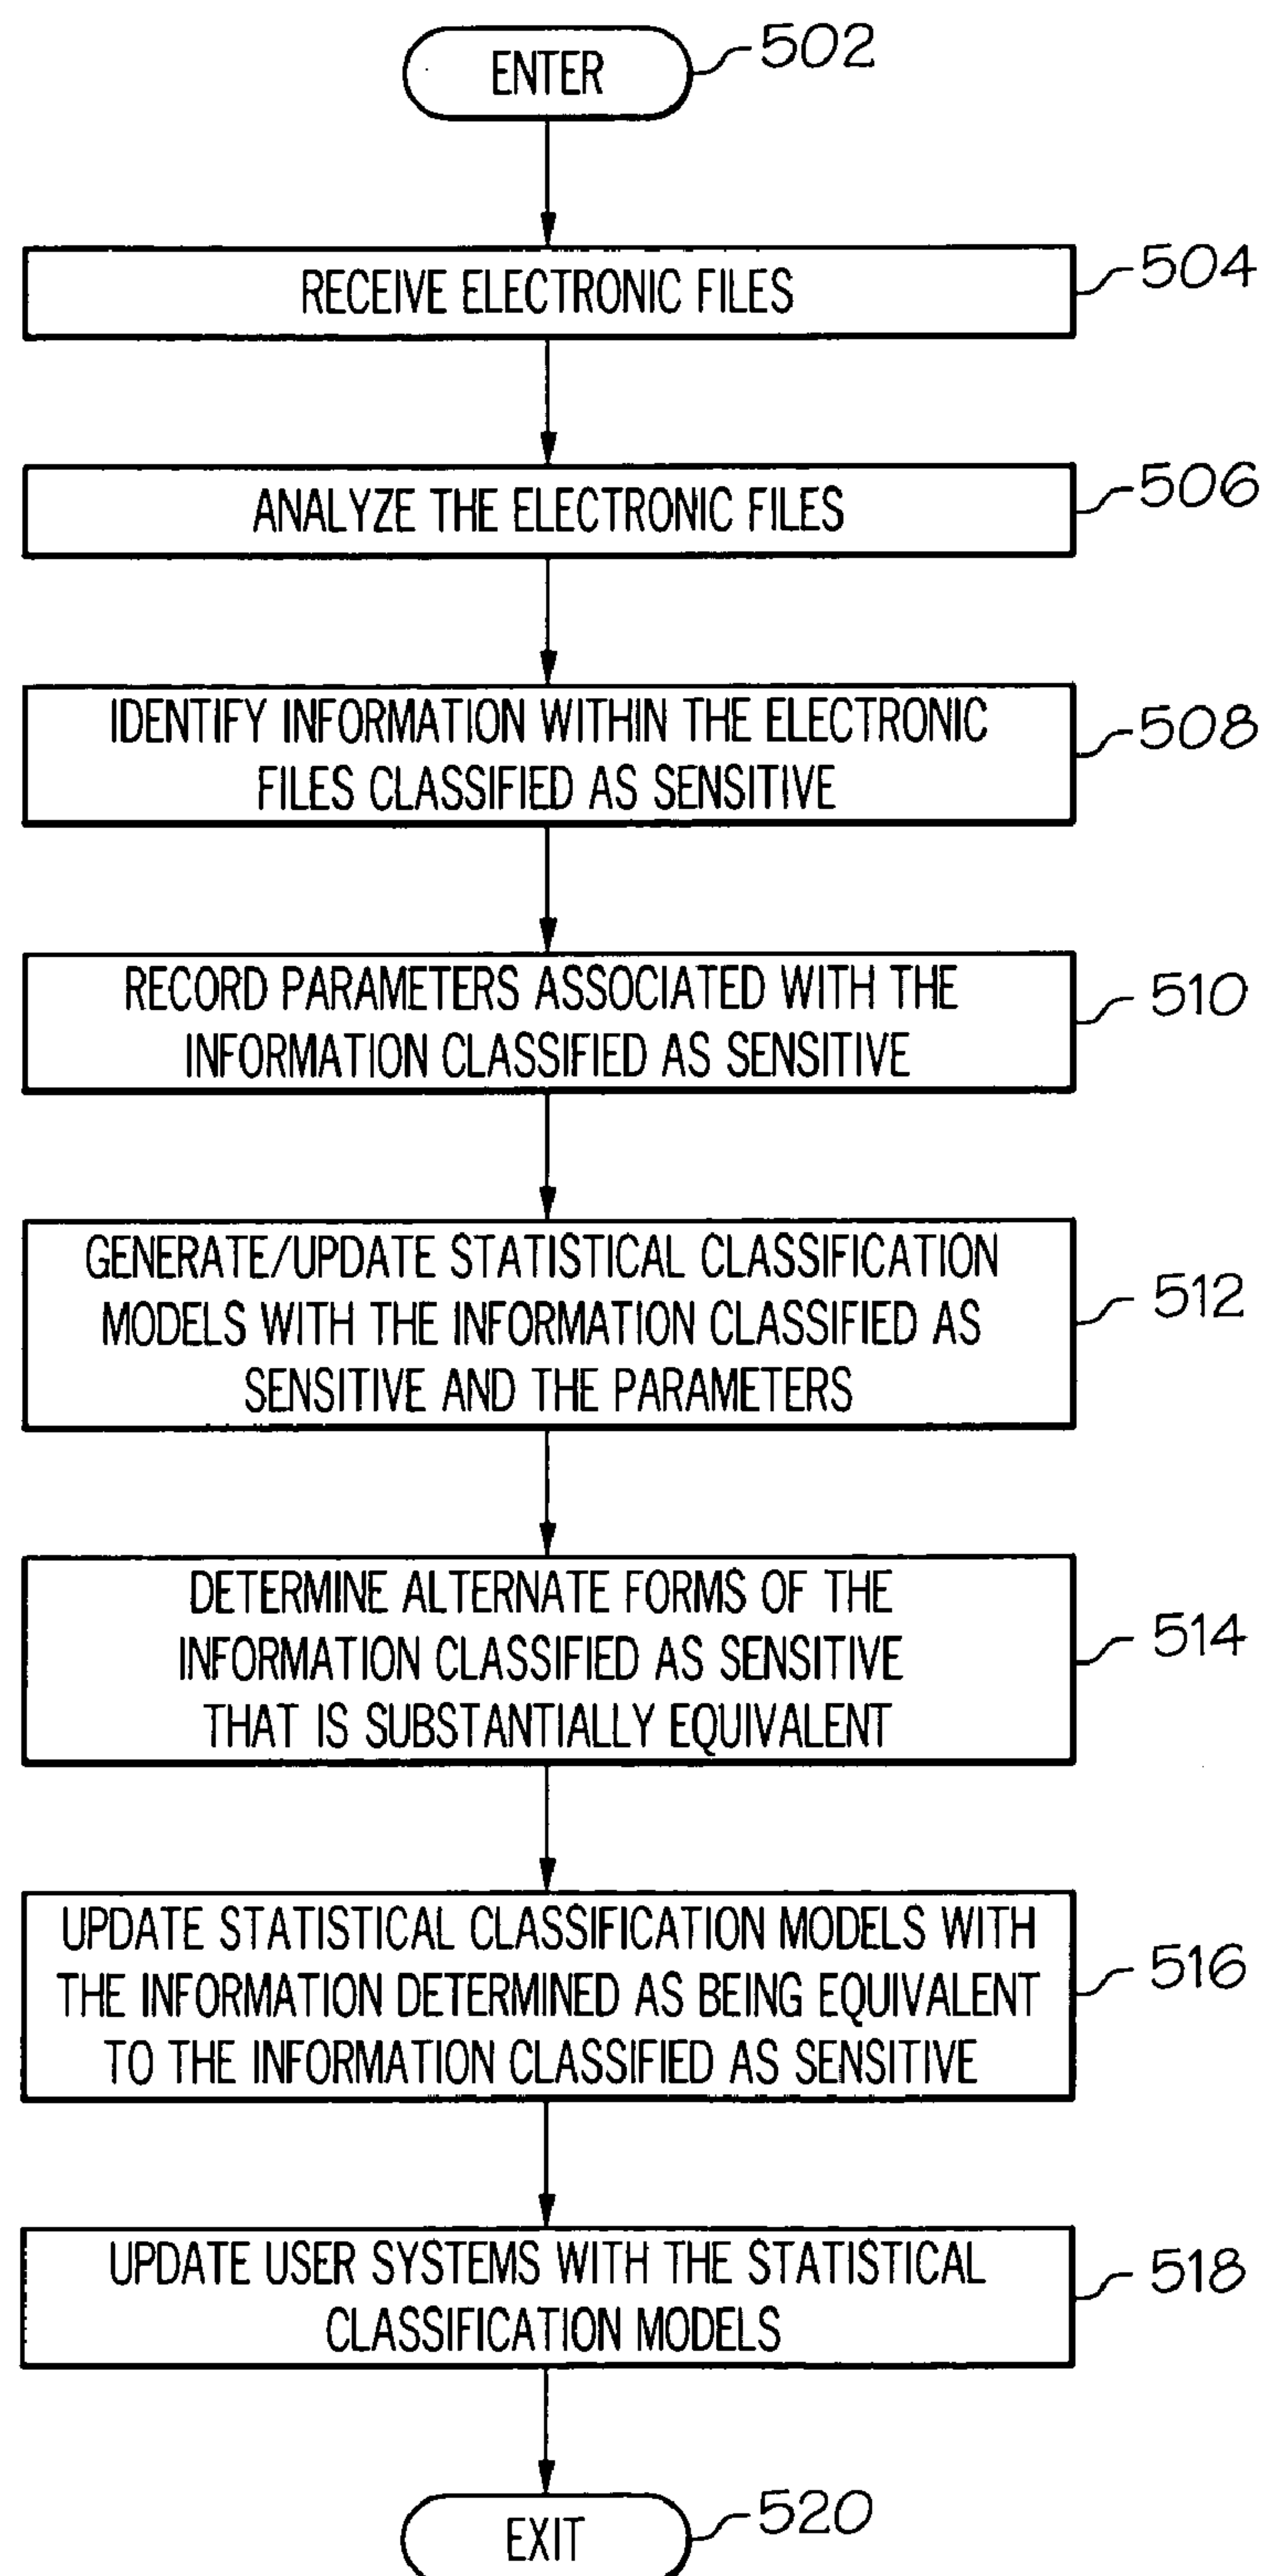 ENTER
502
RECEIVE ELECTRONIC FILES
504
ANALYZE THE ELECTRONIC FILES
506
IDENTIFY INFORMATION WITHIN THE ELECTRONIC
FILES CLASSIFIED AS SENSITIVE
508
RECORD PARAMETERS ASSOCIATED WITH THE
INFORMATION CLASSIFIED AS SENSITIVE
510
GENERATE/UPDATE STATISTICAL CLASSIFICATION
MODELS WITH THE INFORMATION CLASSIFIED AS
SENSITIVE AND THE PARAMETERS
512
DETERMINE ALTERNATE FORMS OF THE
INFORMATION CLASSIFIED AS SENSITIVE
THAT IS SUBSTANTIALLY EQUIVALENT
514
UPDATE STATISTICAL CLASSIFICATION MODELS WITH
THE INFORMATION DETERMINED AS BEING EQUIVALENT
TO THE INFORMATION CLASSIFIED AS SENSITIVE
516
UPDATE USER SYSTEMS WITH THE STATISTICAL
CLASSIFICATION MODELS
518
EXIT
520